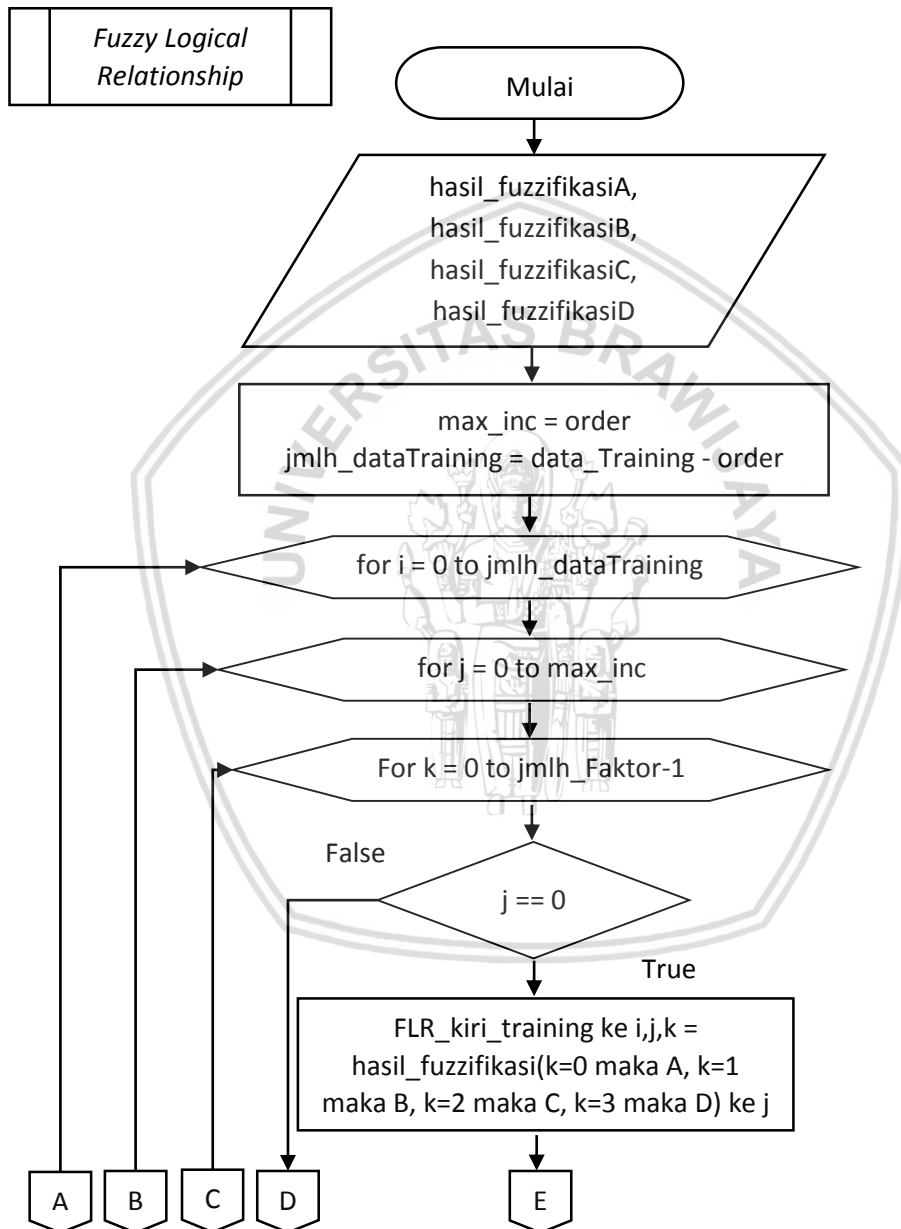 Fuzzy Logical
Relationship
Mulai
hasil_fuzzifikasiA,
hasil_fuzzifikasiB,
hasil_fuzzifikasiC,
hasil_fuzzifikasiD
UNIVERSITAS BRAWIJAYA
max_inc = order
jmlh_dataTraining = data_Training - order
for i = 0 to jmlh_dataTraining
for j = 0 to max_inc
For k = 0 to jmlh_Faktor-1
False
j == 0
True
FLR_kiri_training ke i,j,k =
hasil_fuzzifikasi(k=0 maka A, k=1
maka B, k=2 maka C, k=3 maka D) ke j
A
B
C
D
E